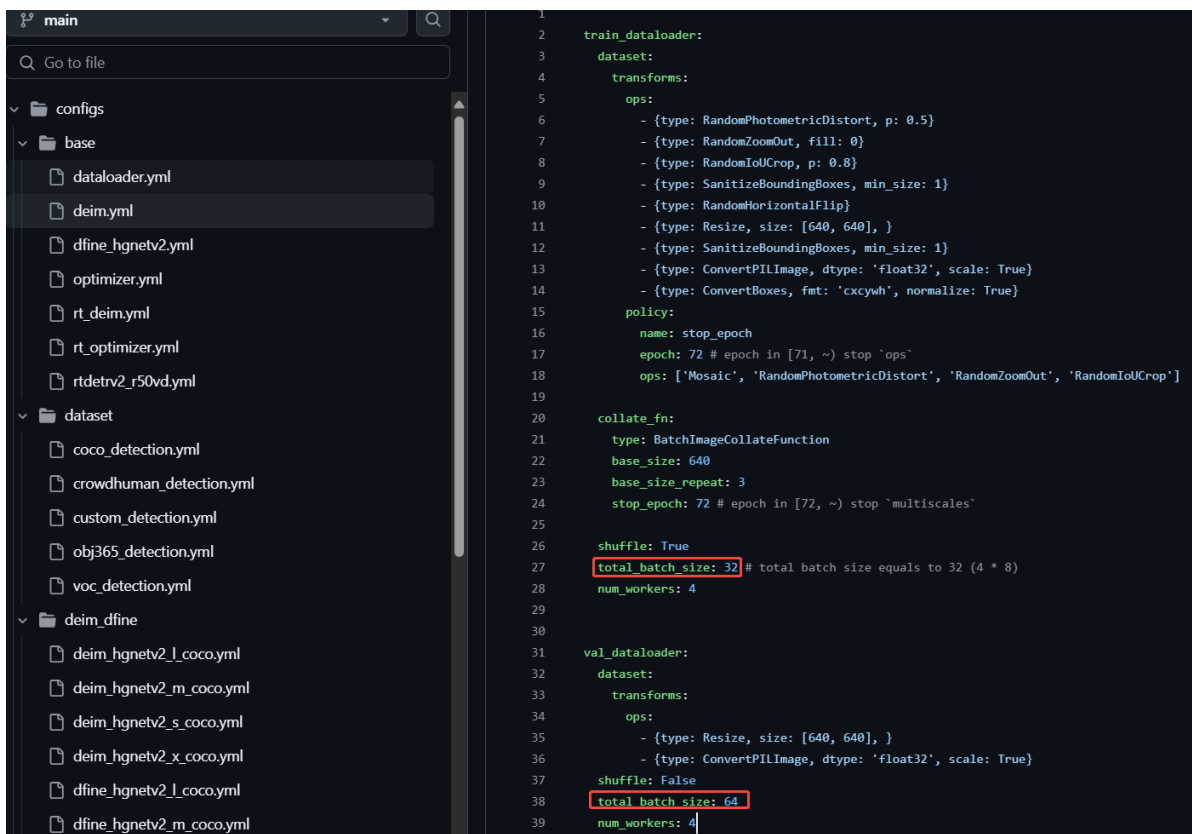 main
Go to file
configs
base
dataloader.yml
deim.yml
dfine_hgnetv2.yml
optimizer.yml
rt_deim.yml
rt_optimizer.yml
rtdetrv2_r50vd.yml
dataset
coco_detection.yml
crowdhuman_detection.yml
custom_detection.yml
obj365_detection.yml
voc_detection.yml
deim_dfine
deim_hgnetv2_l_coco.yml
deim_hgnetv2_m_coco.yml
deim_hgnetv2_s_coco.yml
deim_hgnetv2_x_coco.yml
dfine_hgnetv2_l_coco.yml
dfine_hgnetv2_m_coco.yml
1
2 train_dataloader:
3 dataset:
4 transforms:
5 ops:
6 - {type: RandomPhotometricDistort, p: 0.5}
7 - {type: RandomZoomOut, fill: 0}
8 - {type: RandomIoUCrop, p: 0.8}
9 - {type: SanitizeBoundingBoxes, min_size: 1}
10 - {type: RandomHorizontalFlip}
11 - {type: Resize, size: [640, 640], }
12 - {type: SanitizeBoundingBoxes, min_size: 1}
13 - {type: ConvertPILImage, dtype: 'float32', scale: True}
14 - {type: ConvertBoxes, fmt: 'cxcywh', normalize: True}
15 policy:
16 name: stop_epoch
17 epoch: 72 # epoch in [71, ~) stop `ops`
18 ops: ['Mosaic', 'RandomPhotometricDistort', 'RandomZoomOut', 'RandomIoUCrop']
19
20 collate_fn:
21 type: BatchImageCollateFunction
22 base_size: 640
23 base_size_repeat: 3
24 stop_epoch: 72 # epoch in [72, ~) stop `multiscales`
25
26 shuffle: True
27 total_batch_size: 32 # total batch size equals to 32 (4 * 8)
28 num_workers: 4
29
30
31 val_dataloader:
32 dataset:
33 transforms:
34 ops:
35 - {type: Resize, size: [640, 640], }
36 - {type: ConvertPILImage, dtype: 'float32', scale: True}
37 shuffle: False
38 total_batch_size: 64
39 num_workers: 4